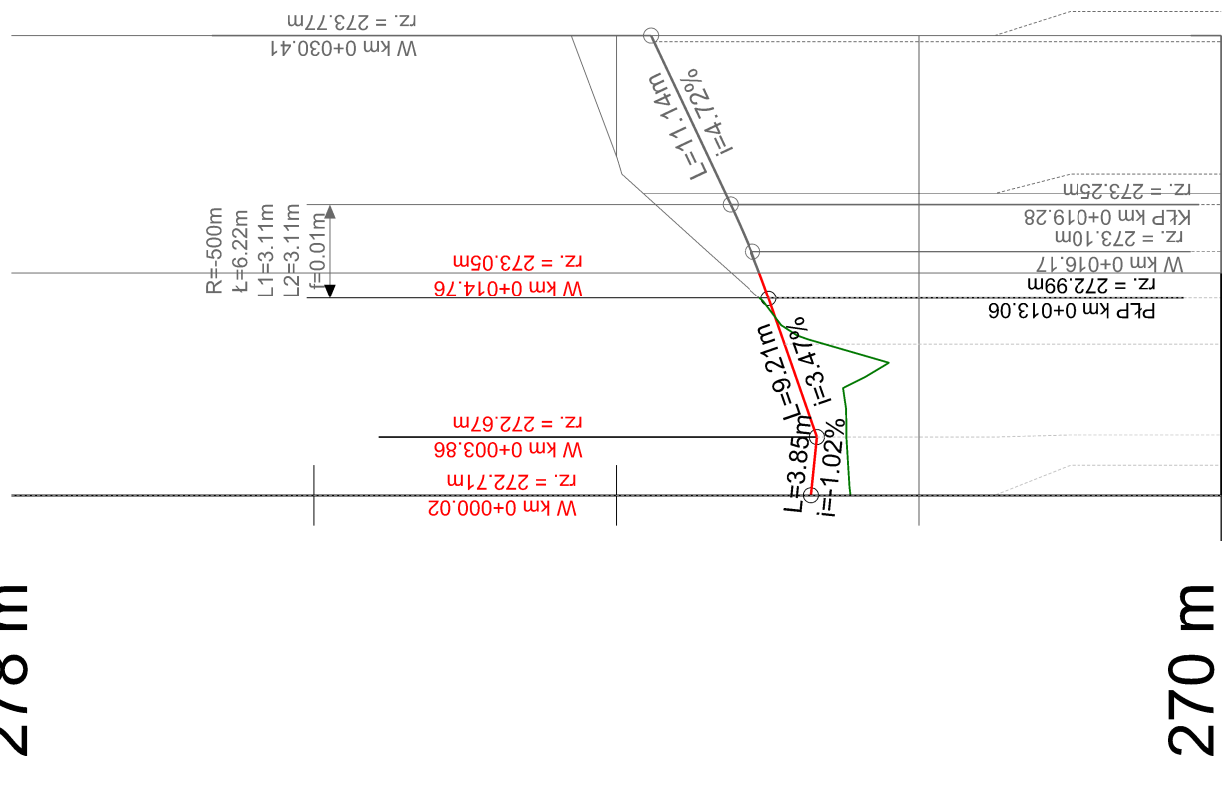 rz. = 273.77m
W km 0+030.41
L=11.14m
i=4.72%
rz. = 273.25m
KŁP km 0+019.28
rz. = 273.10m
W km 0+016.17
rz. = 272.99m
PŁP km 0+013.06
R=-500m
Ł=6.22m
L1=3.11m
L2=3.11m
f=0.01m
rz. = 273.05m
W km 0+014.76
L=9.21m
i=3.47%
rz. = 272.67m
W km 0+003.86
L=3.85m
i=-1.02%
rz. = 272.71m
W km 0+000.02
278 m
270 m